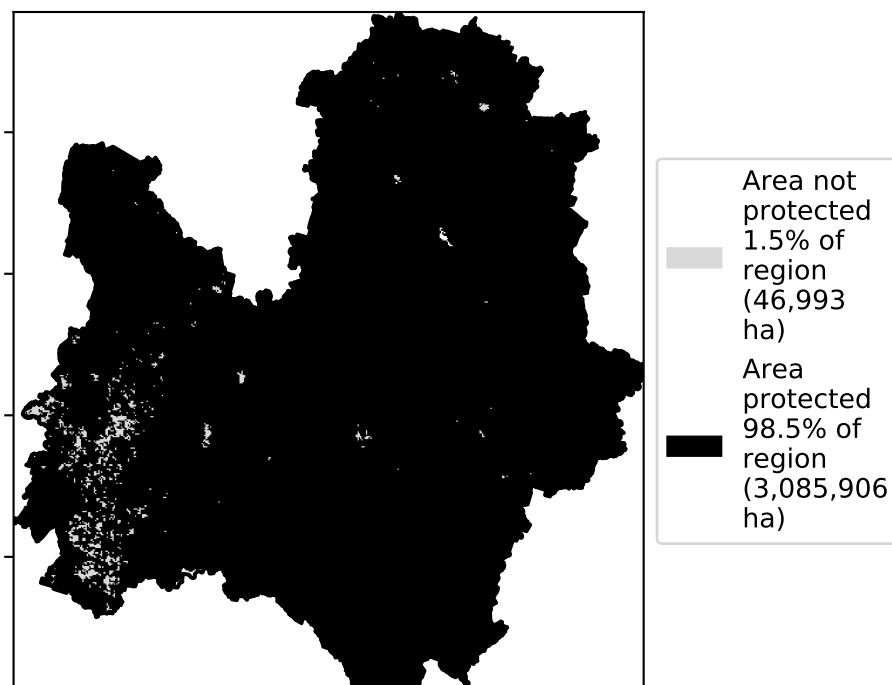 Area not
protected
1.5% of
region
(46,993
ha)
Area
protected
98.5% of
region
(3,085,906
ha)